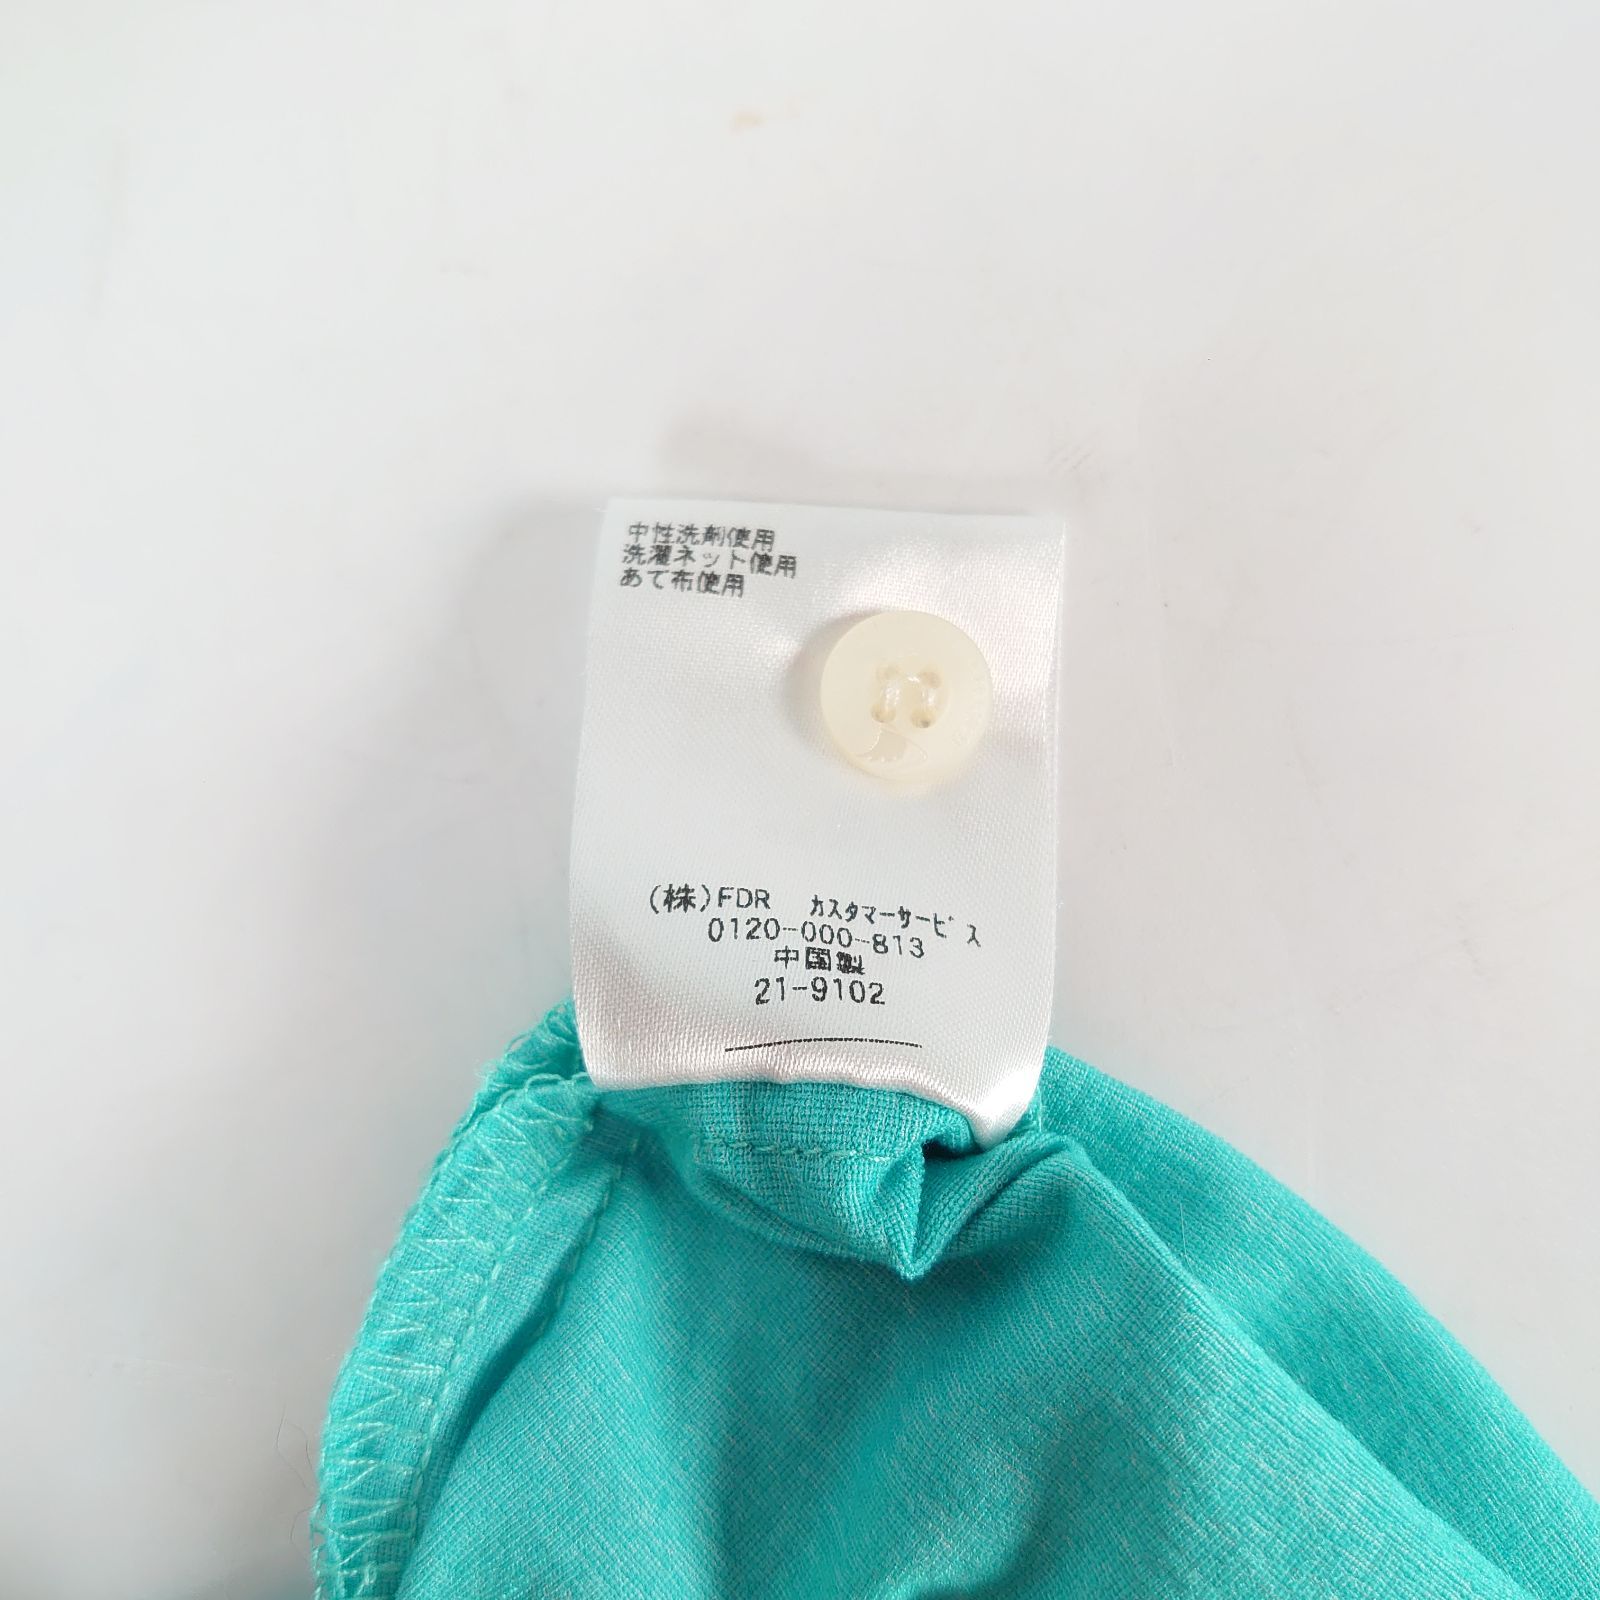 中性洗剤使用
洗濯ネット使用
あて布使用
(株)FDR カスタマーサービス
0120-000-813
中国製
21-9102